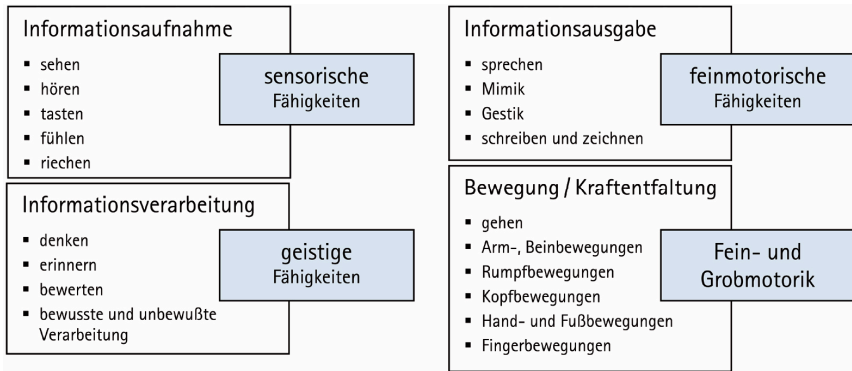 Informationsaufnahme
▪ sehen
▪ hören
▪ tasten
▪ fühlen
▪ riechen
sensorische
Fähigkeiten
Informationsverarbeitung
▪ denken
▪ erinnern
▪ bewerten
▪ bewusste und unbewußte
Verarbeitung
geistige
Fähigkeiten
Informationsausgabe
▪ sprechen
▪ Mimik
▪ Gestik
▪ schreiben und zeichnen
feinmotorische
Fähigkeiten
Bewegung / Kraftentfaltung
▪ gehen
▪ Arm-, Beinbewegungen
▪ Rumpfbewegungen
▪ Kopfbewegungen
▪ Hand- und Fußbewegungen
▪ Fingerbewegungen
Fein- und
Grobmotorik